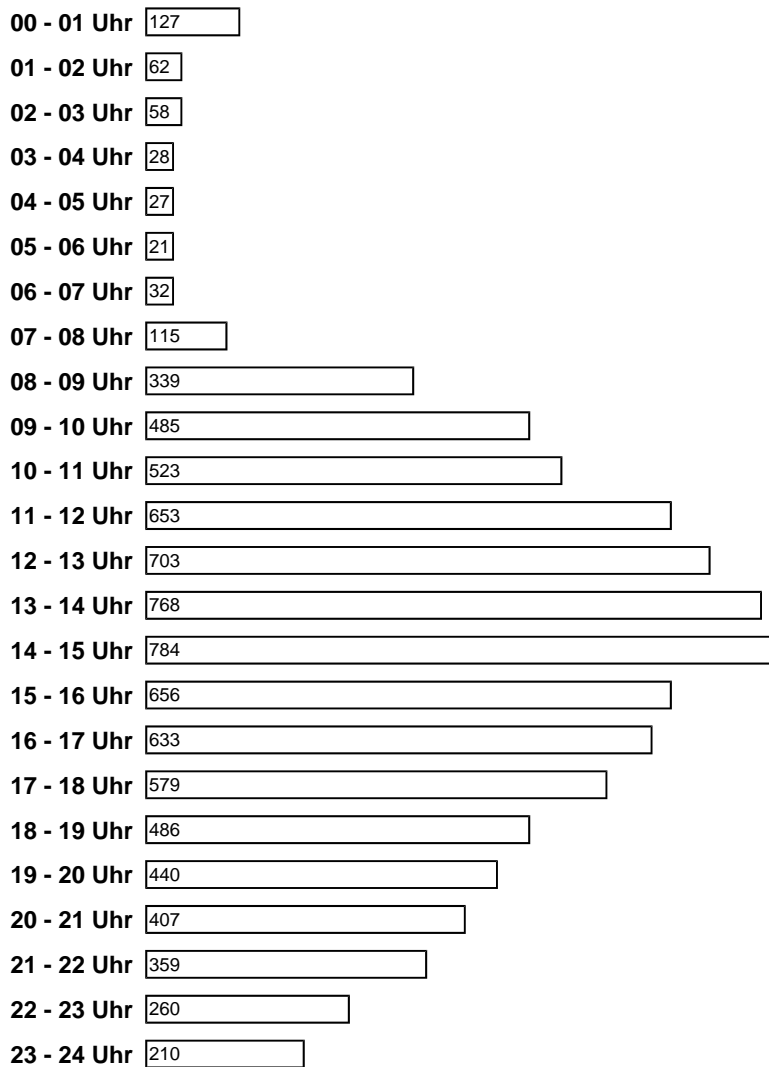 00 - 01 Uhr 127
01 - 02 Uhr 62
02 - 03 Uhr 58
03 - 04 Uhr 28
04 - 05 Uhr 27
05 - 06 Uhr 21
06 - 07 Uhr 32
07 - 08 Uhr 115
08 - 09 Uhr 339
09 - 10 Uhr 485
10 - 11 Uhr 523
11 - 12 Uhr 653
12 - 13 Uhr 703
13 - 14 Uhr 768
14 - 15 Uhr 784
15 - 16 Uhr 656
16 - 17 Uhr 633
17 - 18 Uhr 579
18 - 19 Uhr 486
19 - 20 Uhr 440
20 - 21 Uhr 407
21 - 22 Uhr 359
22 - 23 Uhr 260
23 - 24 Uhr 210